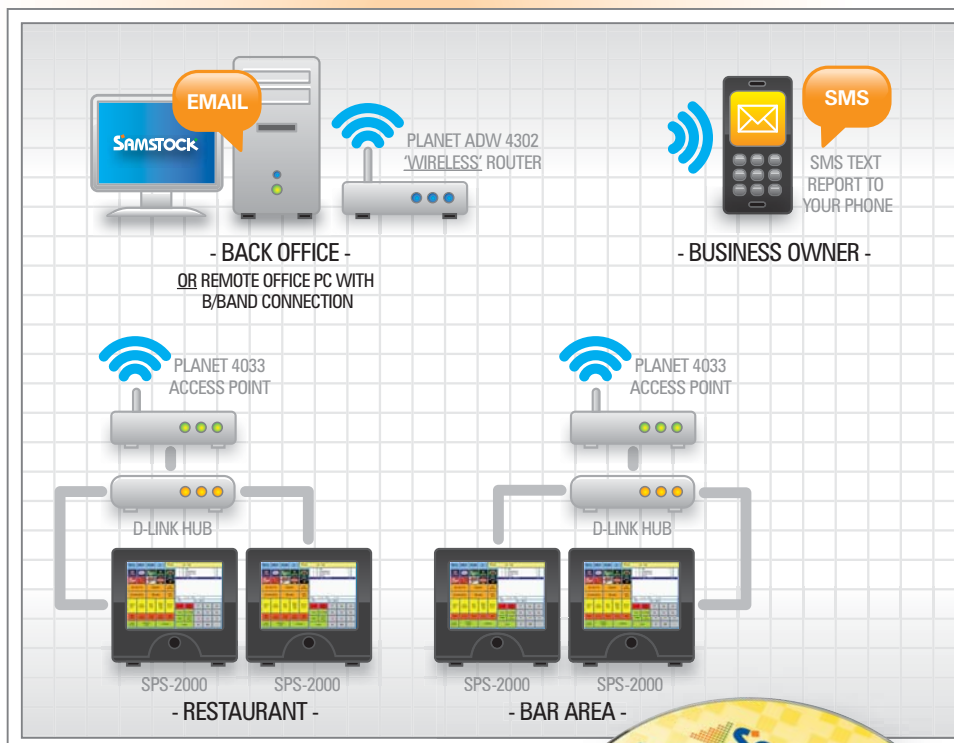 EMAIL
SAMSTOCK
PLANET ADW 4302
'WIRELESS' ROUTER
SMS
SMS TEXT
REPORT TO
YOUR PHONE
- BACK OFFICE -
OR REMOTE OFFICE PC WITH
B/BAND CONNECTION
- BUSINESS OWNER -
PLANET 4033
ACCESS POINT
PLANET 4033
ACCESS POINT
D-LINK HUB
D-LINK HUB
SPS-2000
SPS-2000
SPS-2000
SPS-2000
- RESTAURANT -
- BAR AREA -